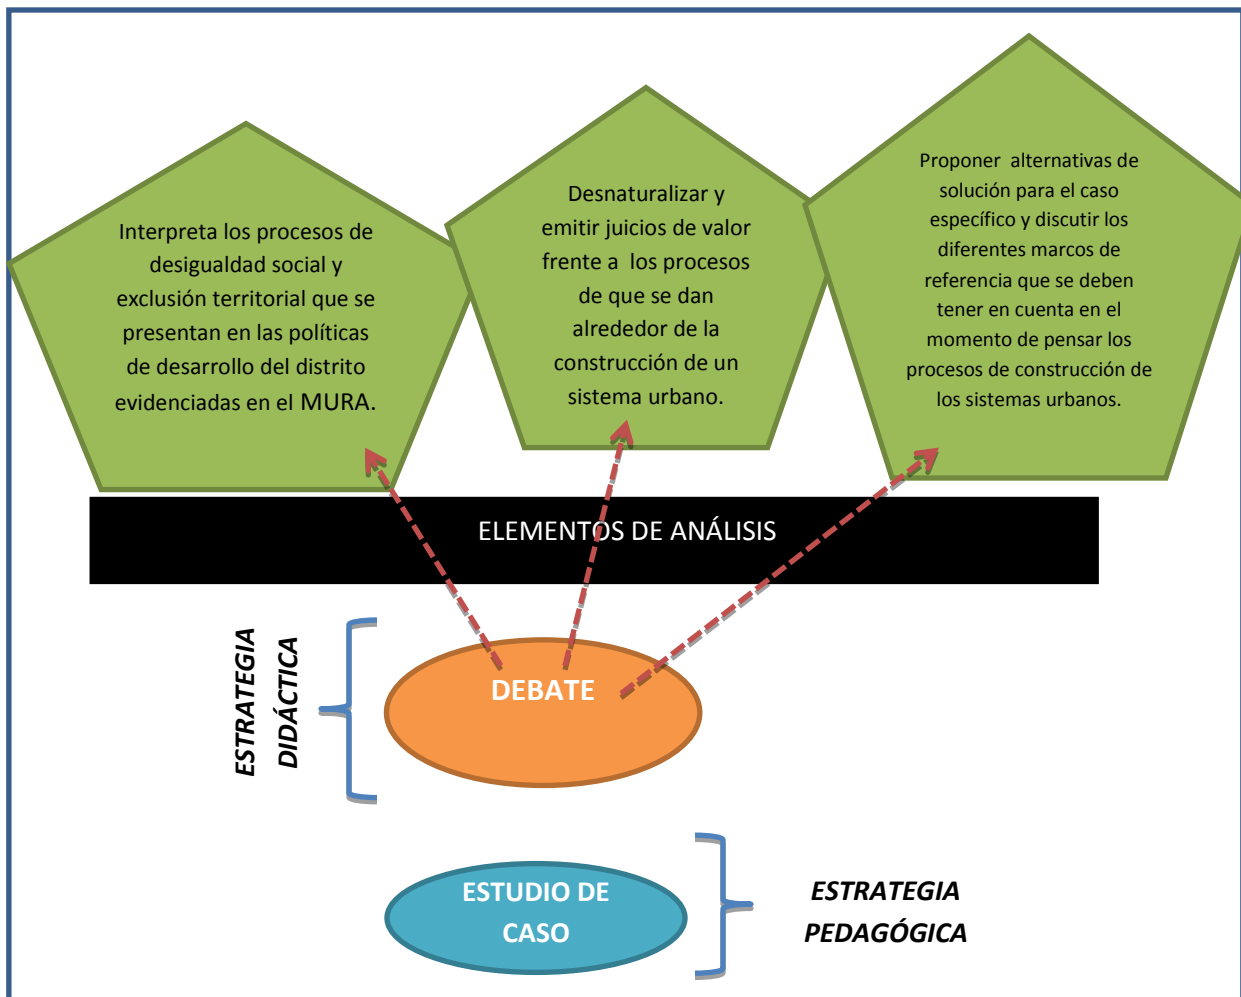 Interpreta los procesos de
desigualdad social y
exclusión territorial que se
presentan en las políticas
de desarrollo del distrito
evidenciadas en el MURA.
Desnaturalizar y
emitir juicios de valor
frente a los procesos
de que se dan
alrededor de la
construcción de un
sistema urbano.
Proponer alternativas de
solución para el caso
específico y discutir los
diferentes marcos de
referencia que se deben
tener en cuenta en el
momento de pensar los
procesos de construcción de
los sistemas urbanos.
ELEMENTOS DE ANÁLISIS
ESTRATEGIA
DIDÁCTICA
DEBATE
ESTUDIO DE
CASO
ESTRATEGIA
PEDAGÓGICA